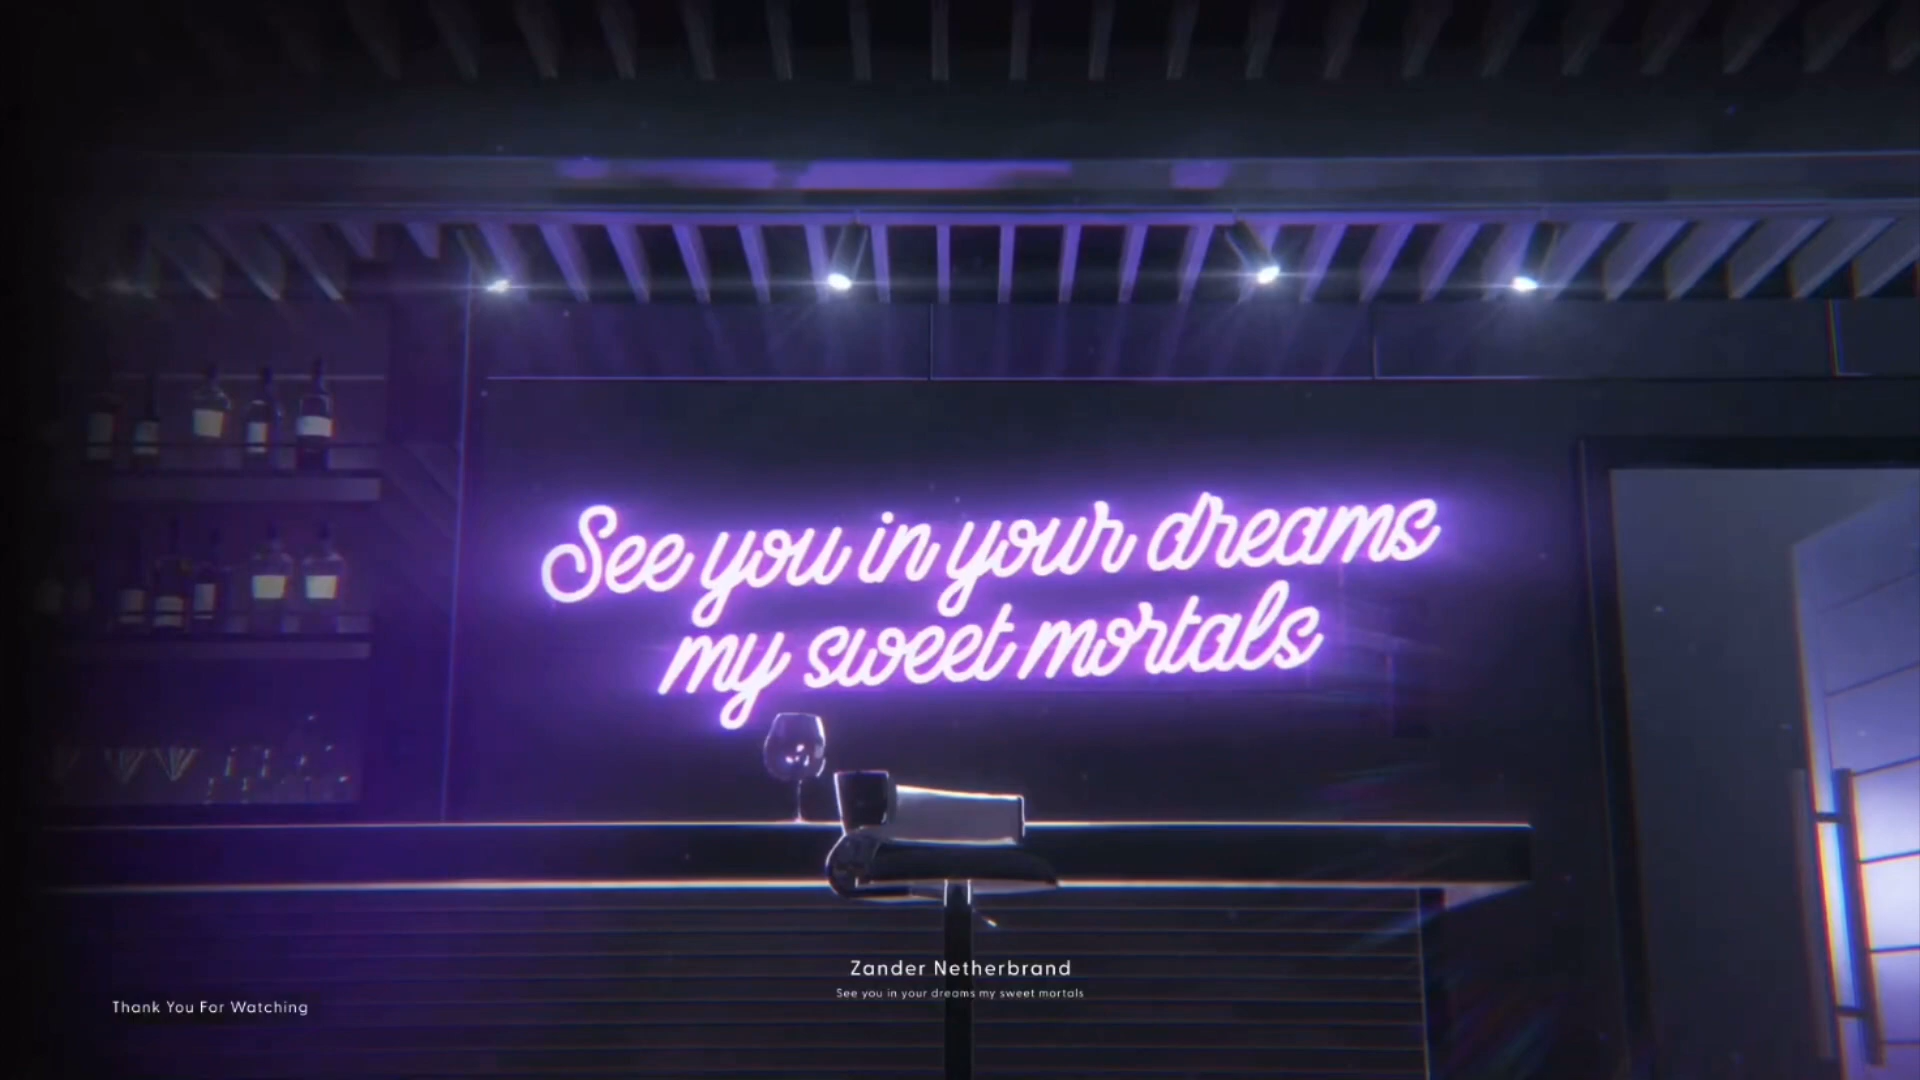 See you in your dreams
my sweet mortals
Zander Netherbrand
See you in your dreams my sweet mortals
Thank You For Watching